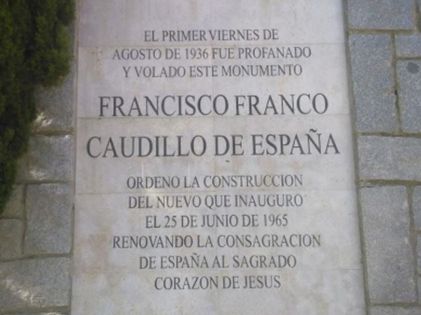 EL PRIMER VIERNES DE
AGOSTO DE 1936 FUE PROFANADO
Y VOLADO ESTE MONUMENTO
FRANCISCO FRANCO
CAUDILLO DE ESPAÑA
ORDENO LA CONSTRUCCION
DEL NUEVO QUE INAUGURO
EL 25 DE JUNIO DE 1965
RENOVANDO LA CONSAGRACION
DE ESPAÑA AL SAGRADO
CORAZON DE JESUS